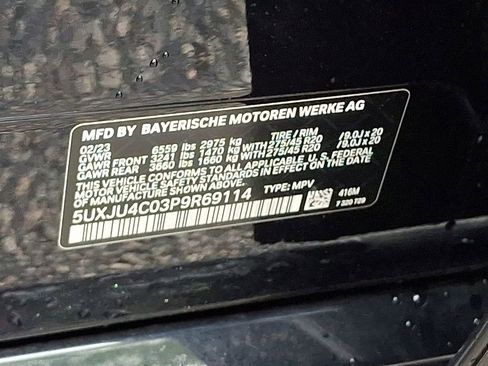 MFD BY BAYERISCHE MOTOREN WERKE AG
02/23 TIRE / RIM
GVWR 6559 lbs 2975 kg
GAWR FRONT 3241 lbs 1470 kg WITH 275/45 R20 /9.0J x 20
GAWR REAR 3660 lbs 1660 kg WITH 275/45 R20 /9.0J x 20
THIS VEHICLE CONFORMS TO ALL APPLICABLE U.S. FEDERAL
MOTOR VEHICLE SAFETY STANDARDS IN EFFECT ON THE
DATE OF MANUFACTURE SHOWN ABOVE.
5UXJU4C03P9R69114 TYPE: MPV
416M